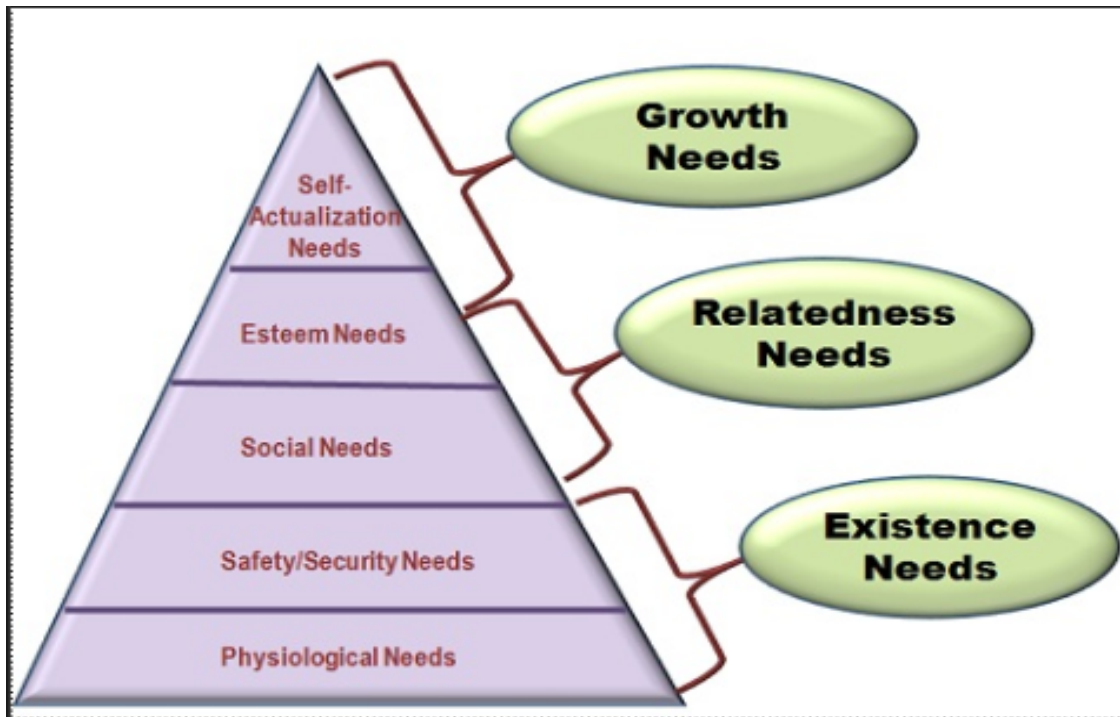 Growth
Needs
Self-
Actualization
Needs
Relatedness
Needs
Esteem Needs
Social Needs
Existence
Needs
Safety/Security Needs
Physiological Needs